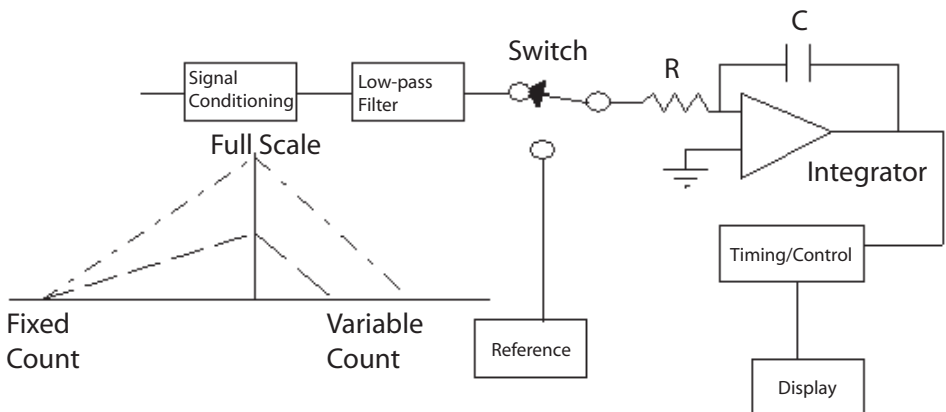 C
Switch
R
Signal
Conditioning
Low-pass
Filter
Full Scale
Integrator
Timing/Control
Fixed
Count
Variable
Count
Reference
Display